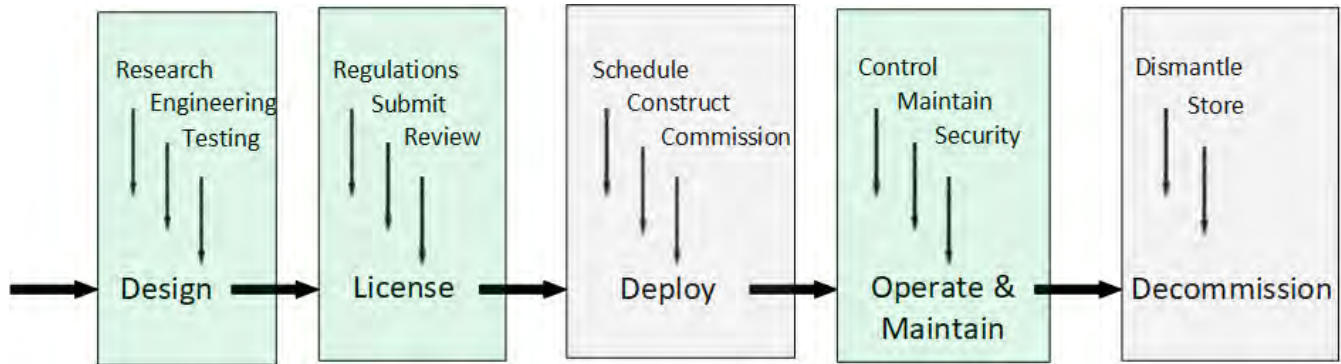 Research
Engineering
Testing
Design
Regulations
Submit
Review
License
Schedule
Construct
Commission
Deploy
Control
Maintain
Security
Operate &
Maintain
Dismantle
Store
Decommission